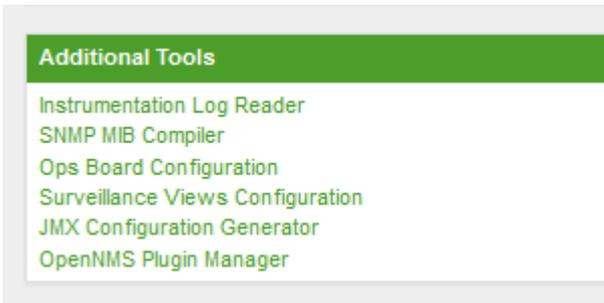 Additional Tools
Instrumentation Log Reader
SNMP MIB Compiler
Ops Board Configuration
Surveillance Views Configuration
JMX Configuration Generator
OpenNMS Plugin Manager